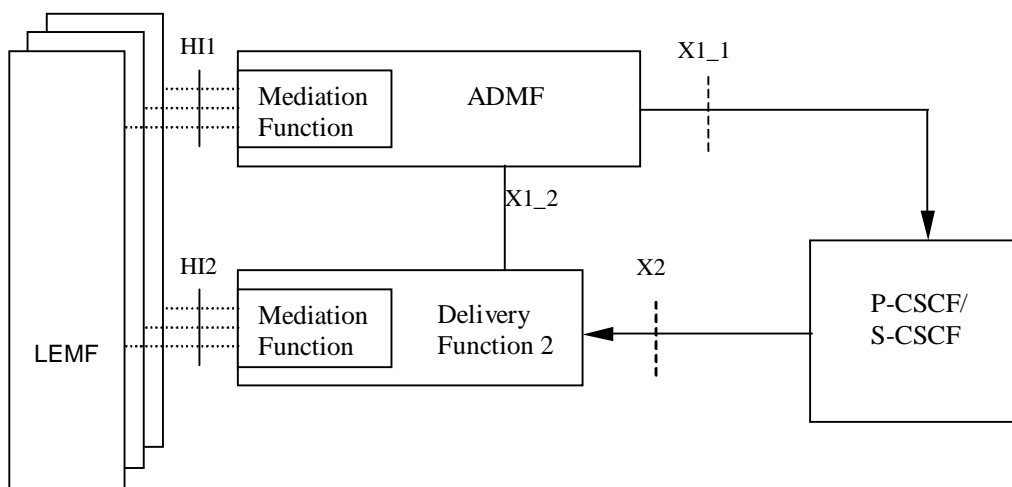 HI1
X1_1
Mediation
Function
ADMF
X1_2
HI2
X2
Mediation
Function
Delivery
Function 2
P-CSCF/
S-CSCF
LEMF